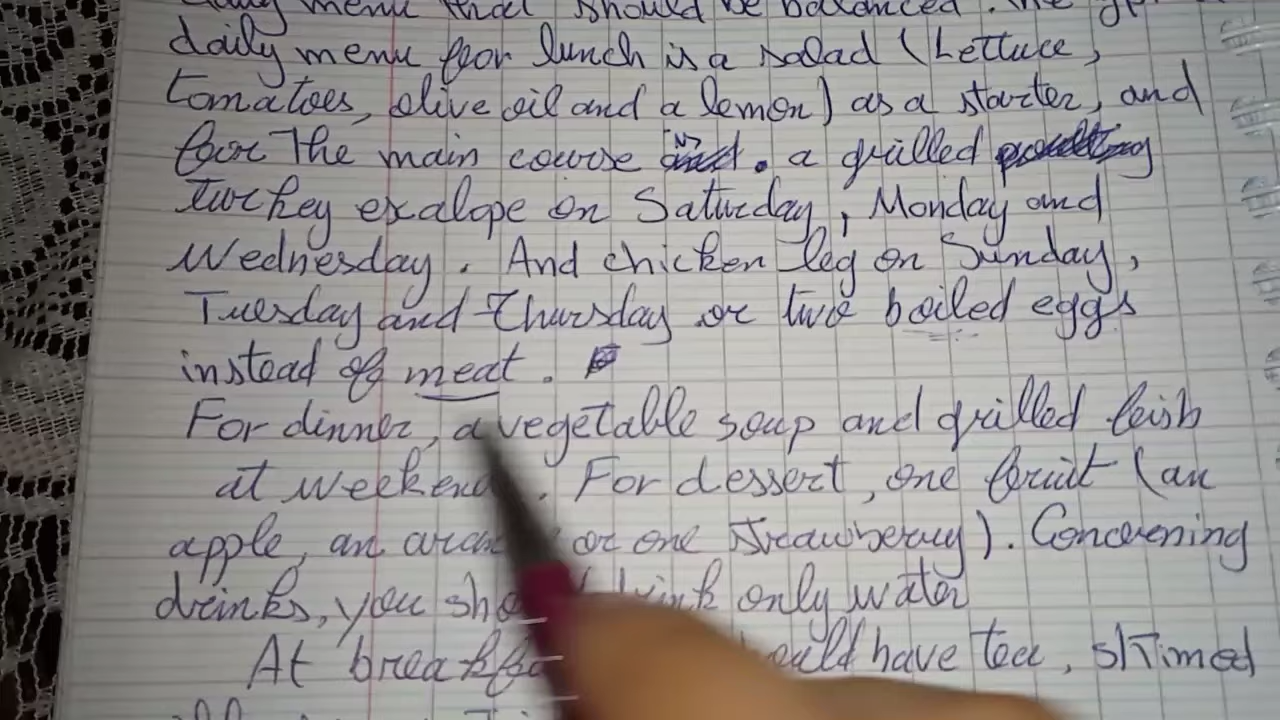 daily menu that should be balanced. The
daily menu for lunch is a salad (Lettuce,
tomatoes, olive oil and a lemon) as a starter, and
for the main course is a grilled
turkey exalope on Saturday, Monday and
Wednesday. And chicken leg on Sunday,
Tuesday and Thursday or two boiled eggs
instead of meat.
For dinner, a vegetable soup and grilled fish
at weekend. For dessert, one fruit (an
apple, an or one strawberry). Concerning
drinks, you only water
At have tea, skimed